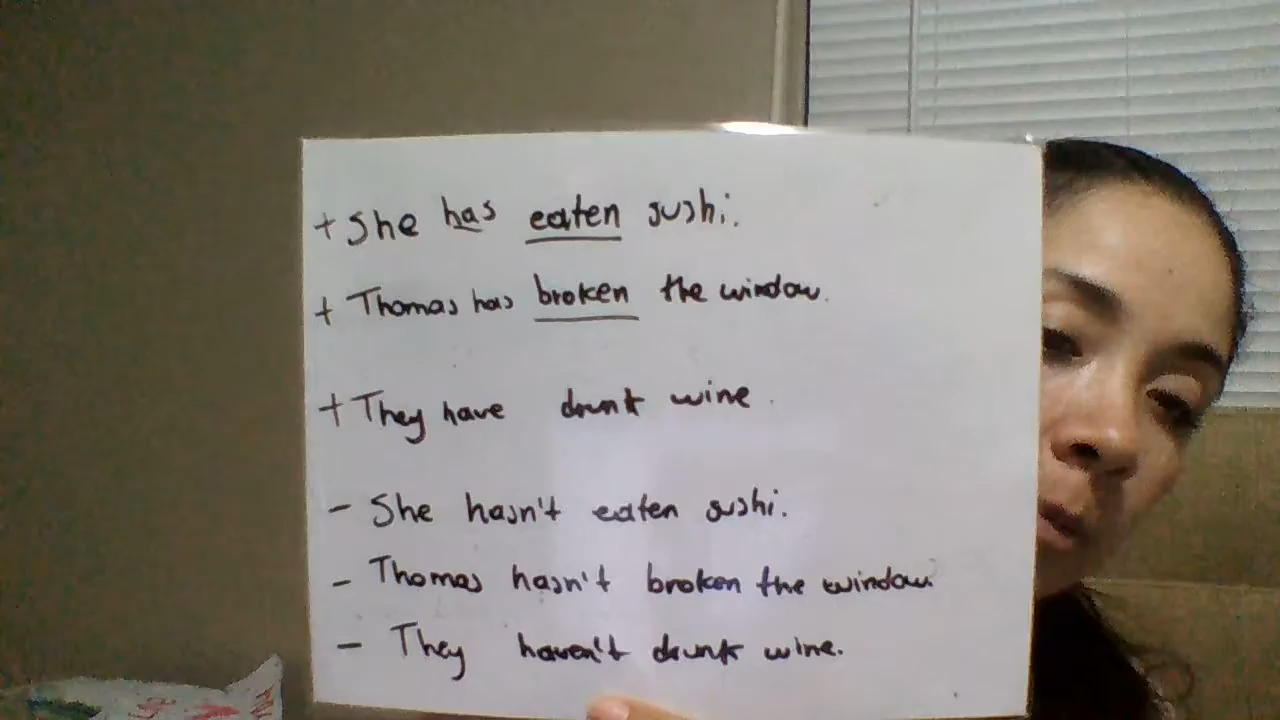 + She has eaten sushi.
+ Thomas has broken the window.
+ They have drunk wine.
- She hasn't eaten sushi.
- Thomas hasn't broken the window.
- They haven't drunk wine.